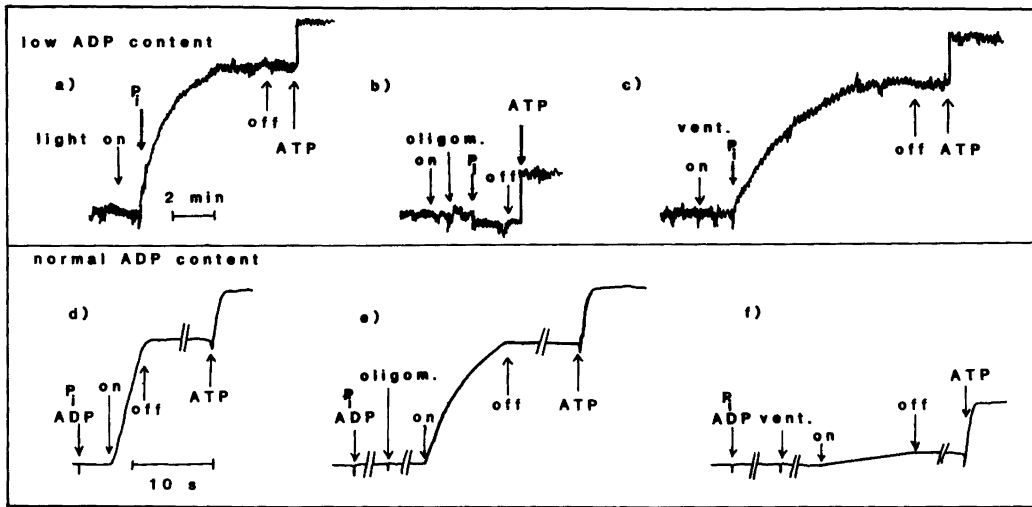 low ADP content
a)
Pi
light on
off
ATP
2 min
b)
oligom.
on
Pi
off
ATP
c)
vent.
Pi
on
off
ATP
normal ADP content
d)
Pi
ADP
on
off
ATP
10 s
e)
Pi
ADP
oligom.
on
off
ATP
f)
Pi
ADP
vent.
on
off
ATP